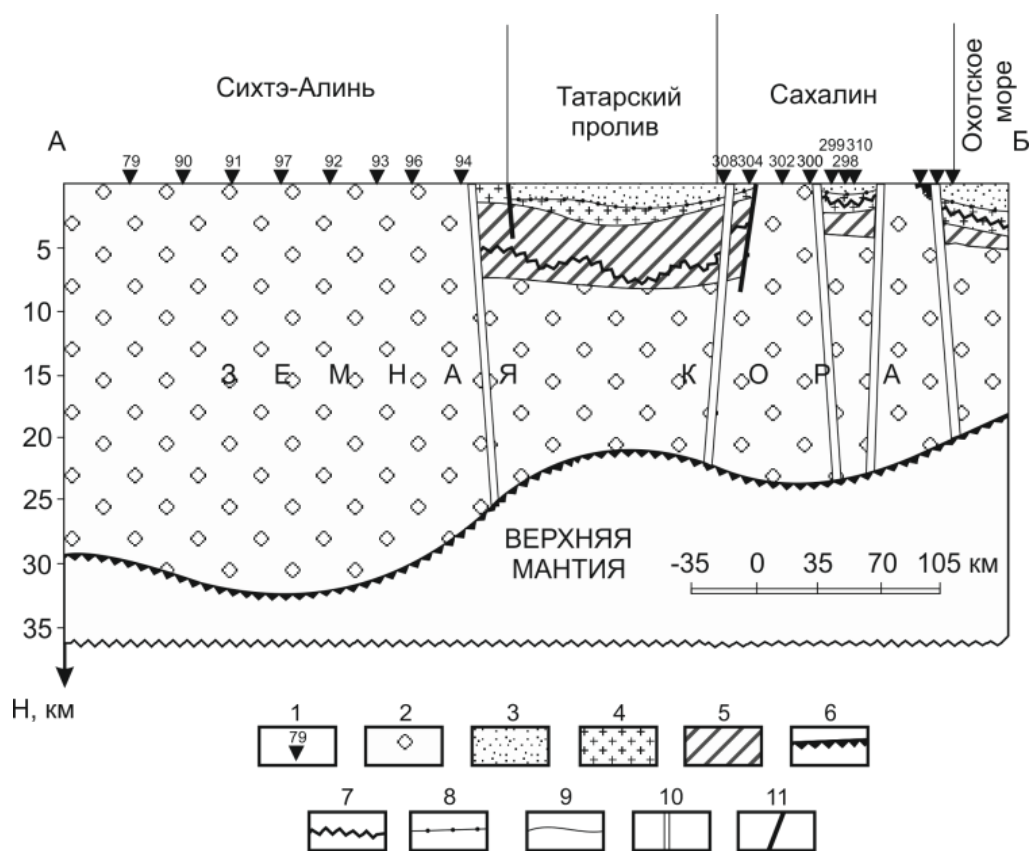 Сихтэ-Алинь
Татарский
пролив
Сахалин
Охотское
море
А
Б
79 90 91 97 92 93 96 94 308 304 302 300 299 310
298
5
10
15
20
25
30
35
Н, км
ЗЕМНАЯ КОРА
ВЕРХНЯЯ
МАНТИЯ
-35 0 35 70 105 км
1 2 3 4 5 6
79
7 8 9 10 11